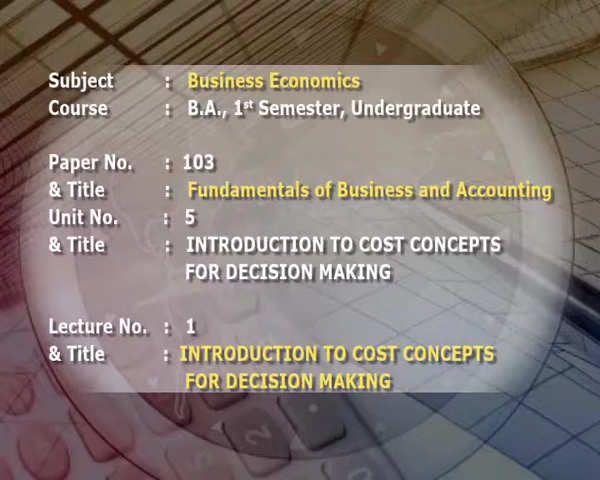 Subject : Business Economics
Course : B.A., 1st Semester, Undergraduate
Paper No. : 103
& Title : Fundamentals of Business and Accounting
Unit No. : 5
& Title : INTRODUCTION TO COST CONCEPTS
FOR DECISION MAKING
Lecture No. : 1
& Title : INTRODUCTION TO COST CONCEPTS
FOR DECISION MAKING